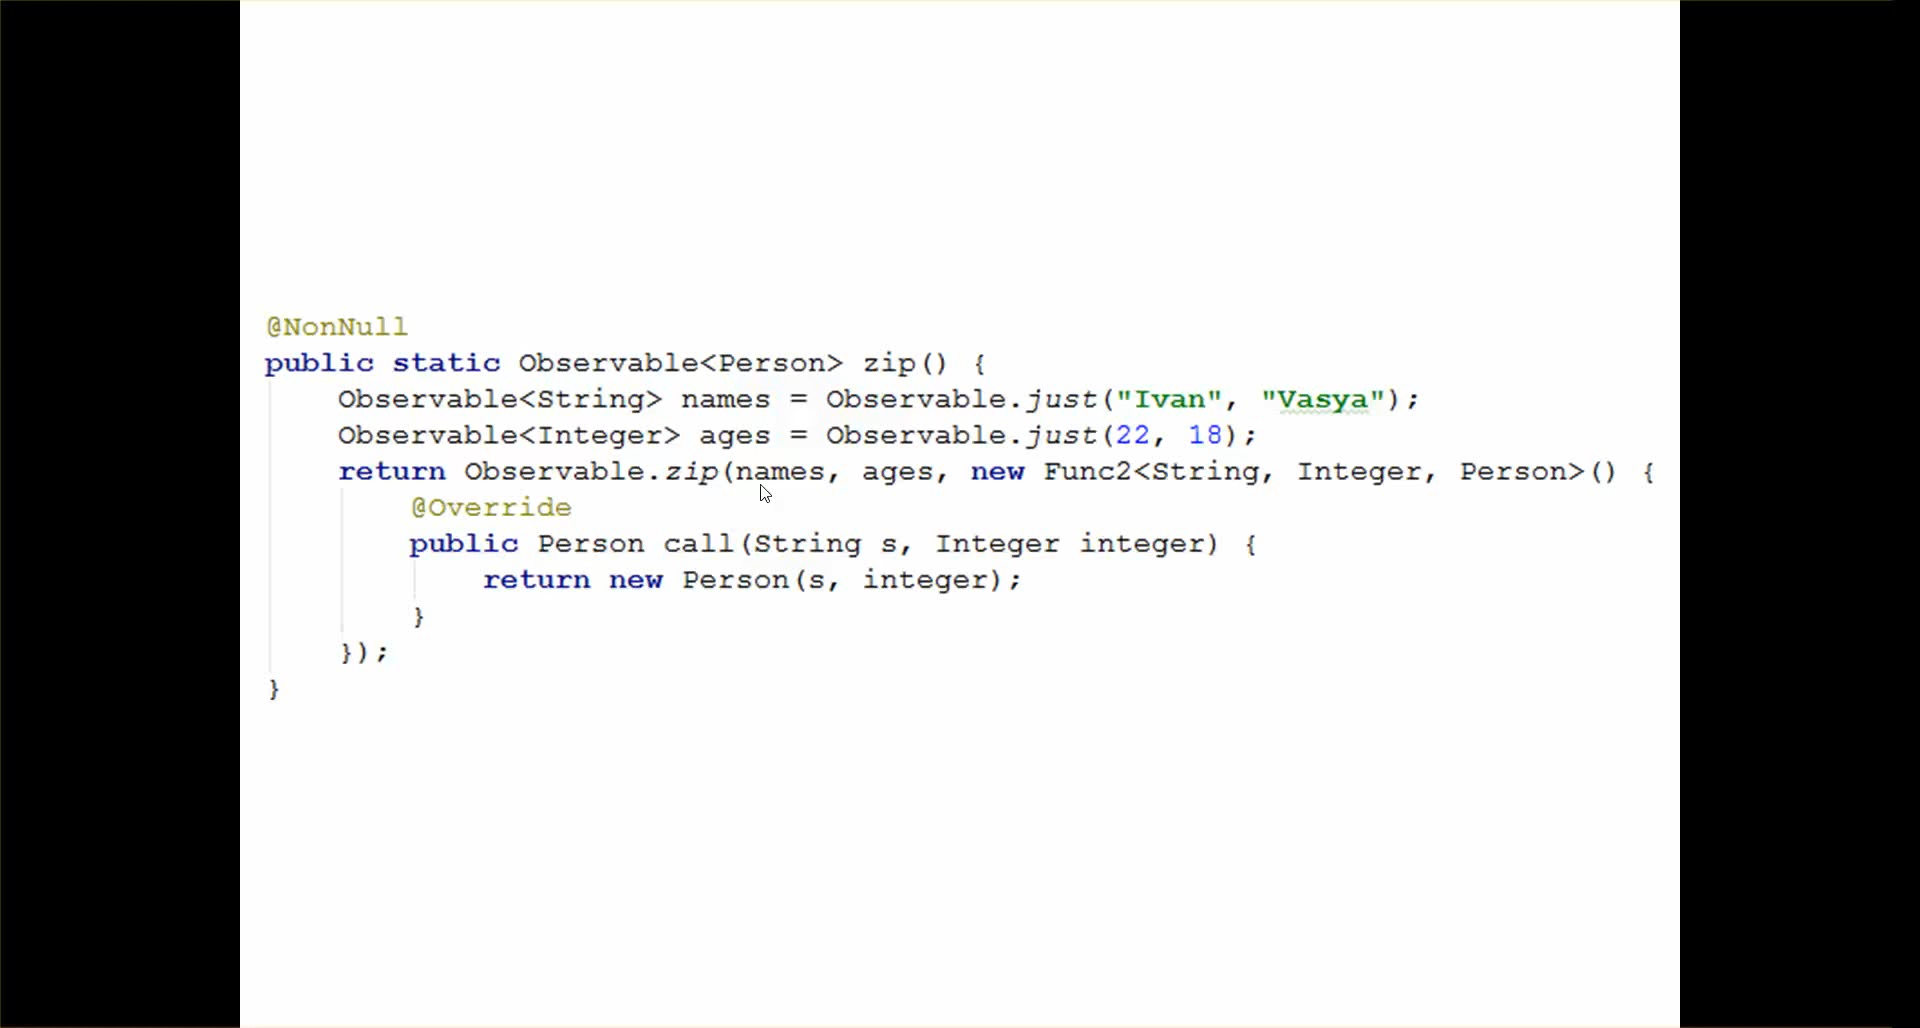 @NonNull
public static Observable<Person> zip() {
    Observable<String> names = Observable.just("Ivan", "Vasya");
    Observable<Integer> ages = Observable.just(22, 18);
    return Observable.zip(names, ages, new Func2<String, Integer, Person>() {
        @Override
        public Person call(String s, Integer integer) {
            return new Person(s, integer);
        }
    });
}